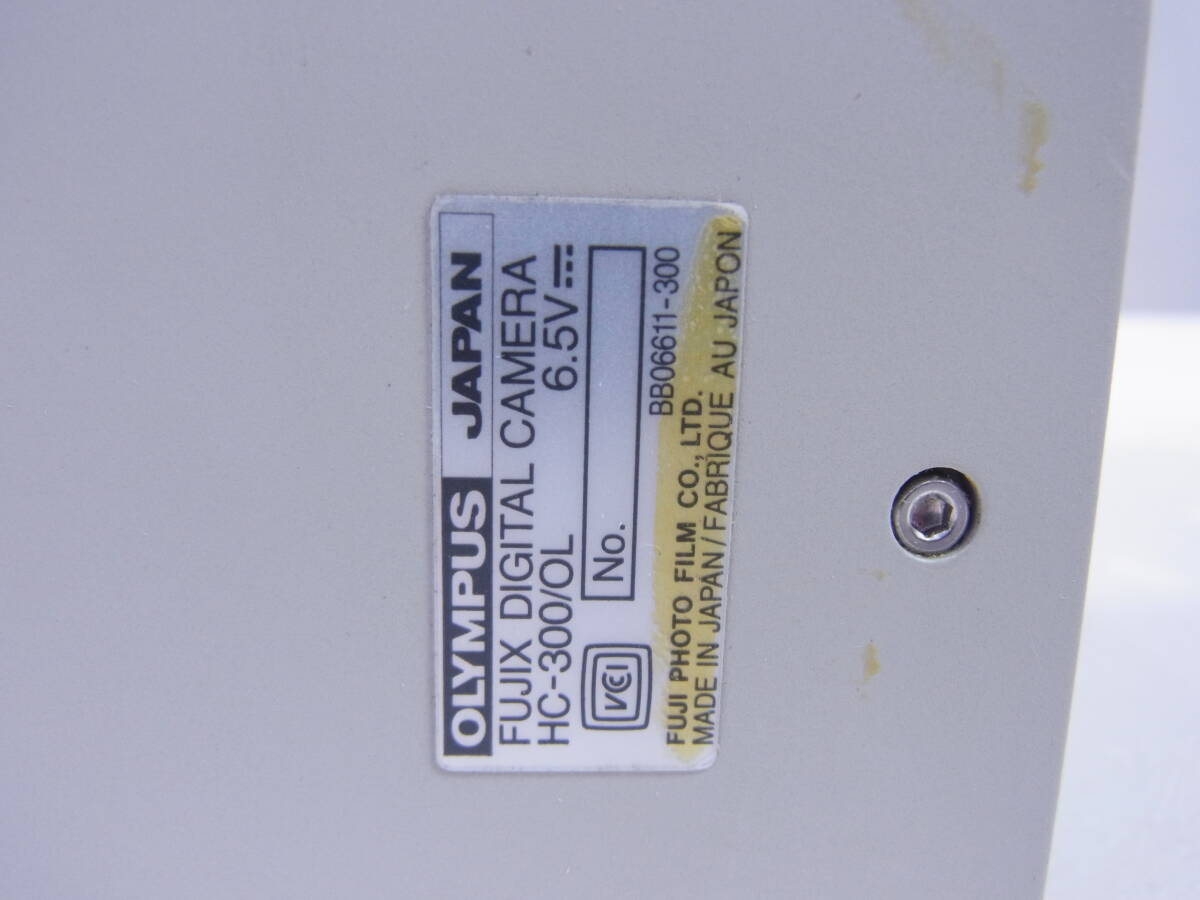 OLYMPUS JAPAN
FUJIX DIGITAL CAMERA
HC-300/OL 6.5V
VCI No.
BB06611-300
FUJI PHOTO FILM CO., LTD.
MADE IN JAPAN/FABRIQUE AU JAPON